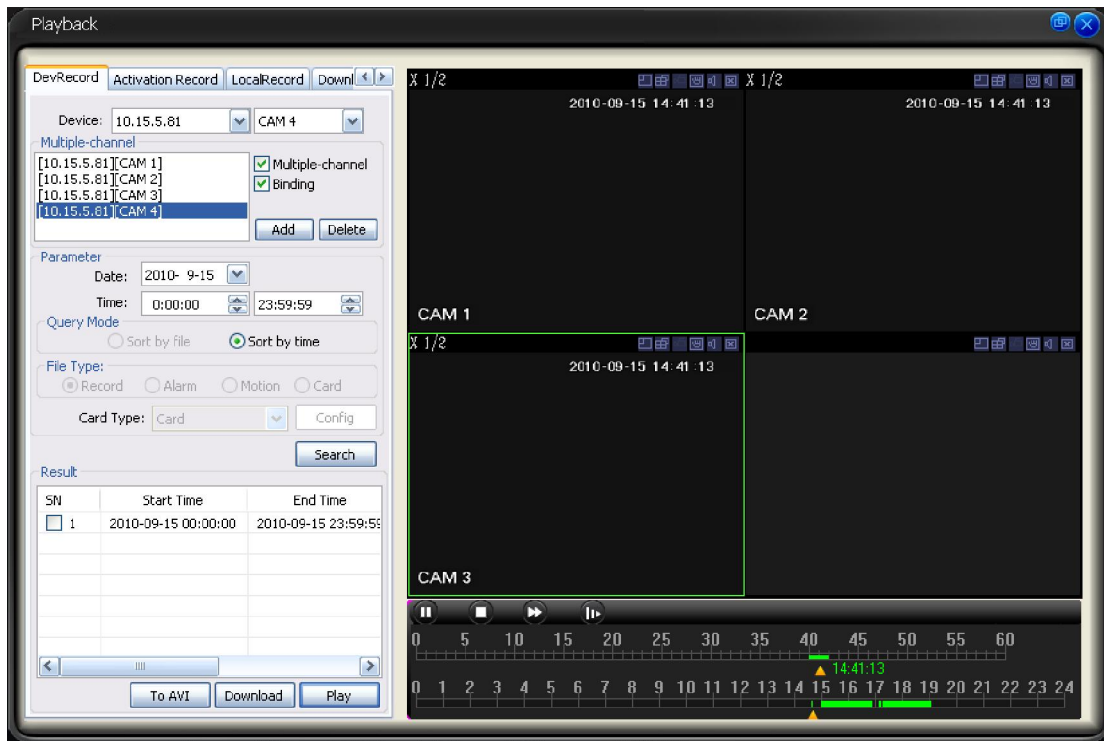 Playback
DevRecord Activation Record LocalRecord Downl
Device: 10.15.5.81 CAM 4
Multiple-channel
[10.15.5.81][CAM 1]
[10.15.5.81][CAM 2]
[10.15.5.81][CAM 3]
[10.15.5.81][CAM 4]
Multiple-channel
Binding
Add Delete
Parameter
Date: 2010- 9-15
Time: 0:00:00 23:59:59
Query Mode
Sort by file Sort by time
File Type:
Record Alarm Motion Card
Card Type: Card Config
Search
Result
SN Start Time End Time
1 2010-09-15 00:00:00 2010-09-15 23:59:59
To AVI Download Play
X 1/2
2010-09-15 14:41:13
CAM 1
X 1/2
2010-09-15 14:41:13
CAM 2
X 1/2
2010-09-15 14:41:13
CAM 3
0 5 10 15 20 25 30 35 40 45 50 55 60
14:41:13
0 1 2 3 4 5 6 7 8 9 10 11 12 13 14 15 16 17 18 19 20 21 22 23 24